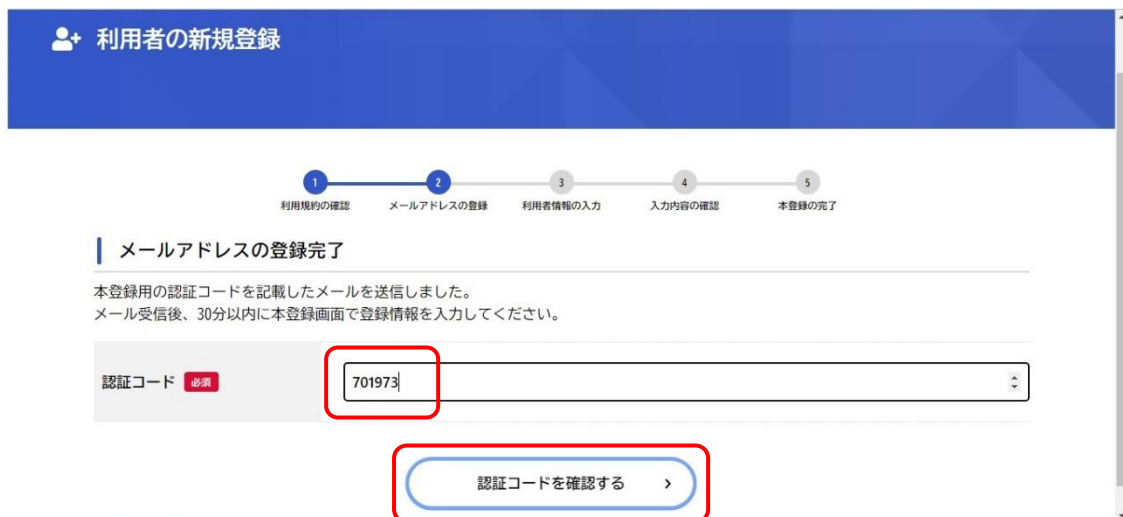 利用者の新規登録
1
2
3
4
5
利用規約の確認
メールアドレスの登録
利用者情報の入力
入力内容の確認
本登録の完了
メールアドレスの登録完了
本登録用の認証コードを記載したメールを送信しました。
メール受信後、30分以内に本登録画面で登録情報を入力してください。
認証コード 必須
701973
認証コードを確認する